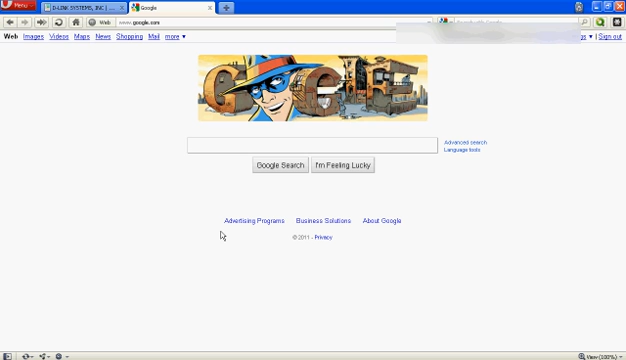 Menu
D-LINK SYSTEMS, INC | ...
Google
Web
www.google.com
Web Images Videos Maps News Shopping Mail more ▼
| Sign out
Advanced search
Language tools
Google Search
I'm Feeling Lucky
Advertising Programs Business Solutions About Google
© 2011 - Privacy
View (100%)